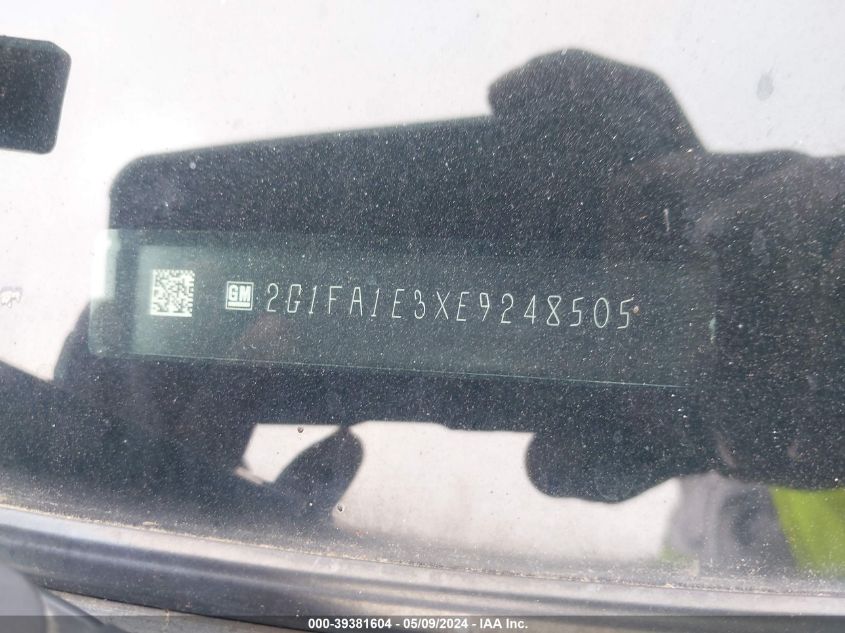 GM 2G1FA1E3XE9248505
000-39381604 — 05/09/2024 — IAA Inc.